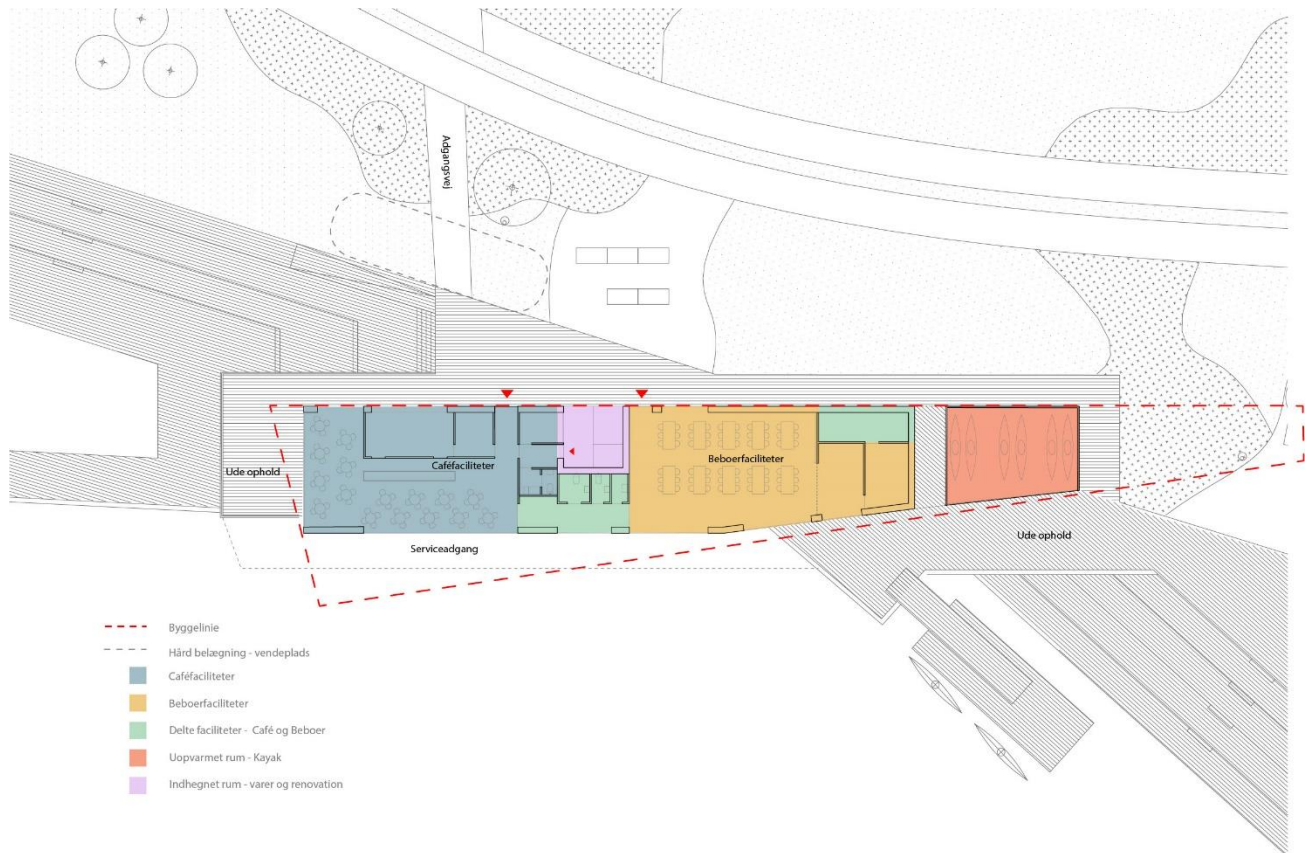 Adgangsvej
Ude ophold
Caféfaciliteter
Beboerfaciliteter
Serviceadgang
Ude ophold
Byggelinie
Hård belægning - vendeplads
Caféfaciliteter
Beboerfaciliteter
Delte faciliteter - Café og Beboer
Uopvarmet rum - Kayak
Indhegnet rum - varer og renovation